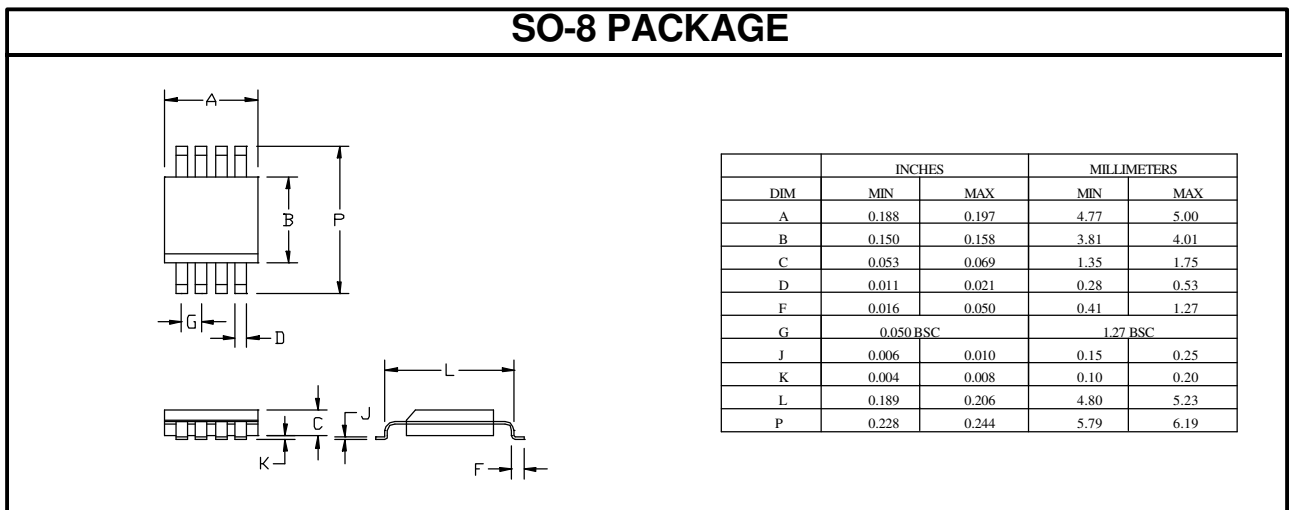 SO-8 PACKAGE
A
B
P
G
D
C
K
J
L
F
INCHES MILLIMETERS
DIM MIN MAX MIN MAX
A 0.188 0.197 4.77 5.00
B 0.150 0.158 3.81 4.01
C 0.053 0.069 1.35 1.75
D 0.011 0.021 0.28 0.53
F 0.016 0.050 0.41 1.27
G 0.050 BSC 1.27 BSC
J 0.006 0.010 0.15 0.25
K 0.004 0.008 0.10 0.20
L 0.189 0.206 4.80 5.23
P 0.228 0.244 5.79 6.19